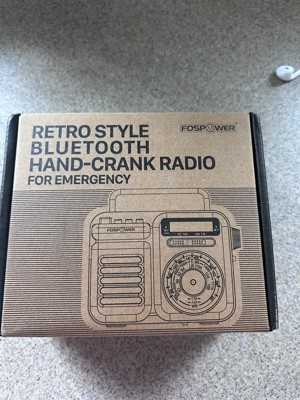 RETRO STYLE
BLUETOOTH
HAND-CRANK RADIO
FOR EMERGENCY
FOSPOWER
FOSPOWER